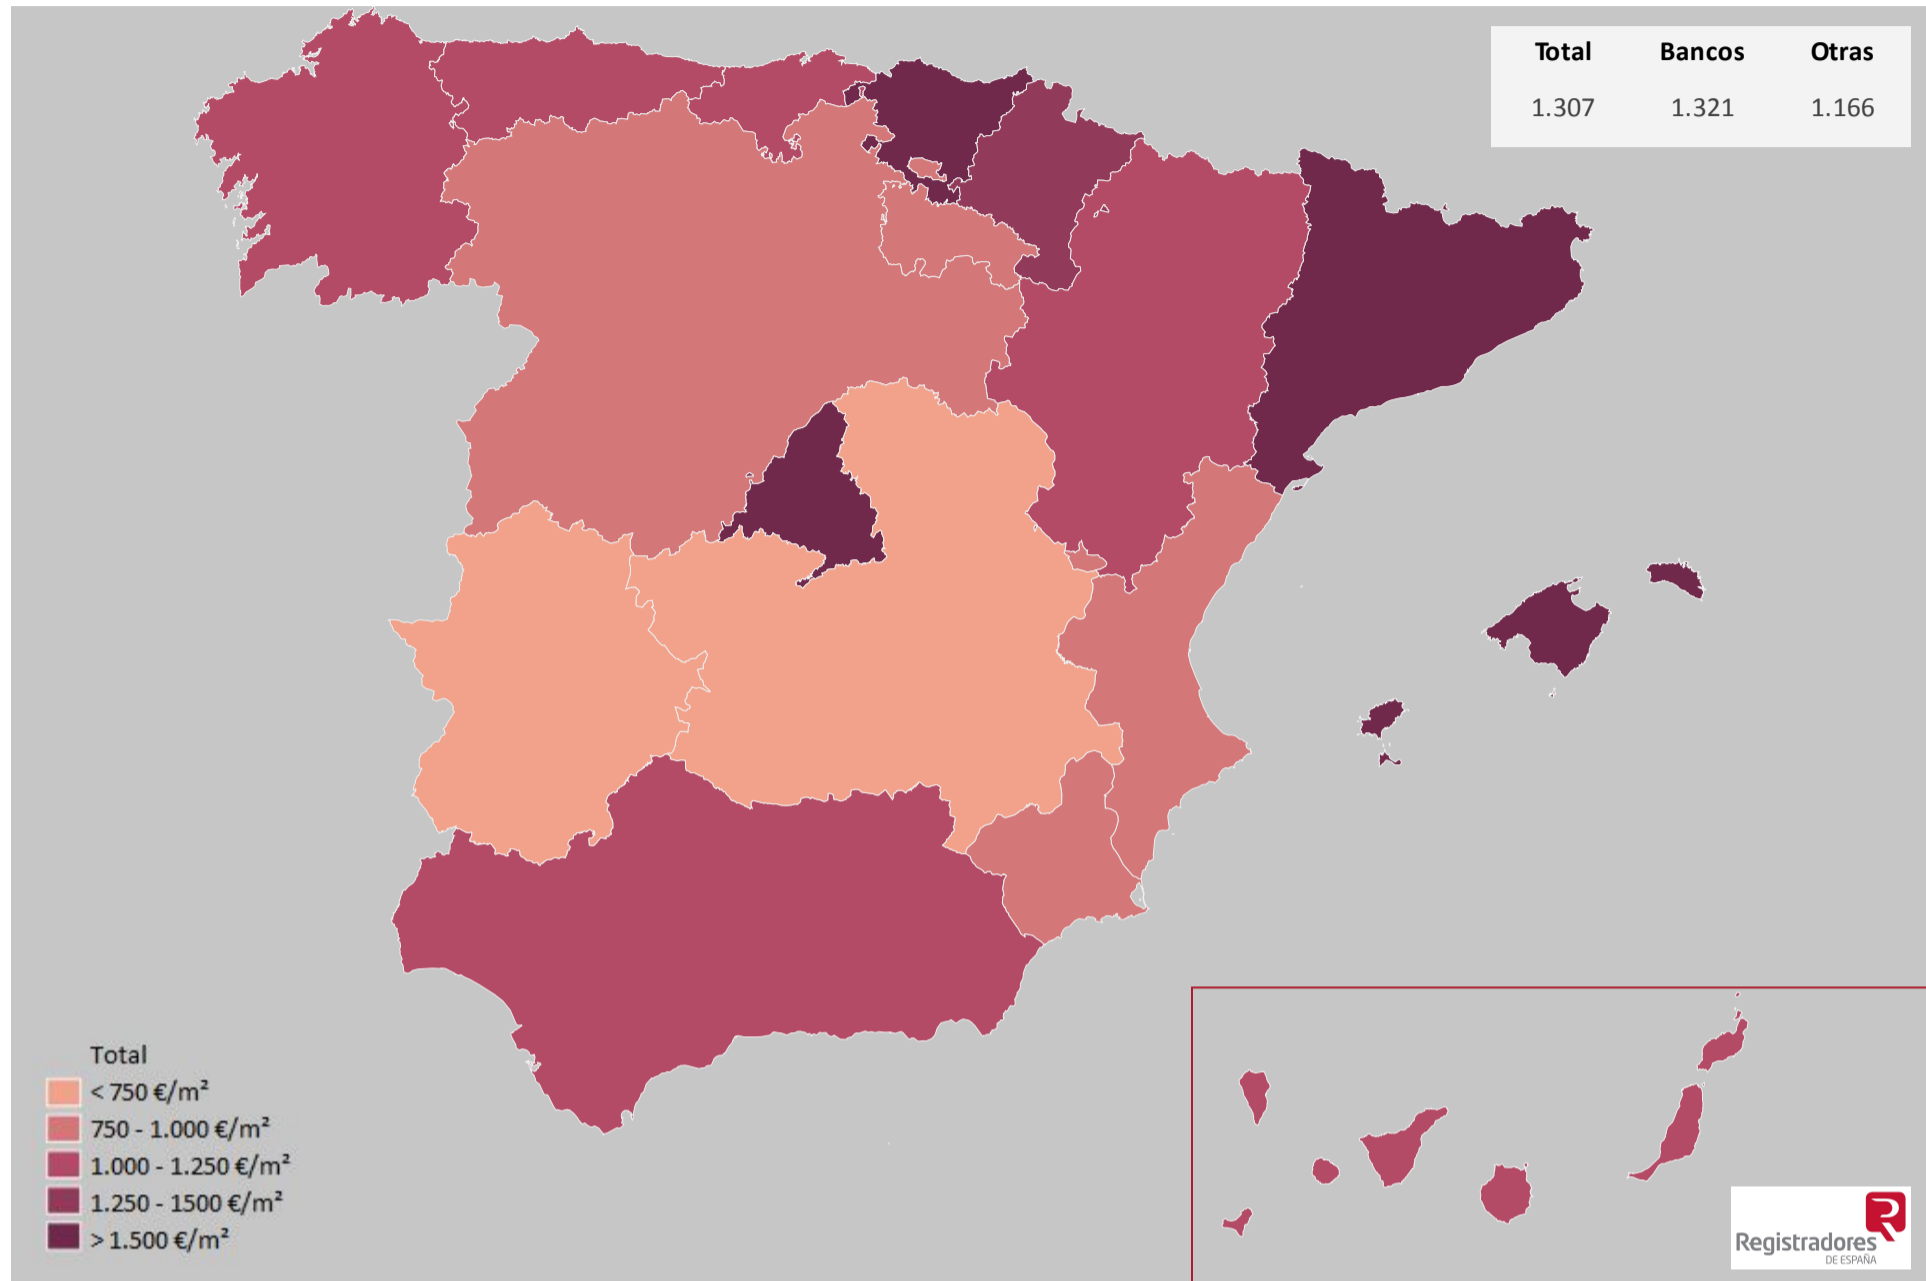 Total Bancos Otras
1.307 1.321 1.166
Total
< 750 €/m²
750 - 1.000 €/m²
1.000 - 1.250 €/m²
1.250 - 1500 €/m²
> 1.500 €/m²
Registradores
DE ESPAÑA